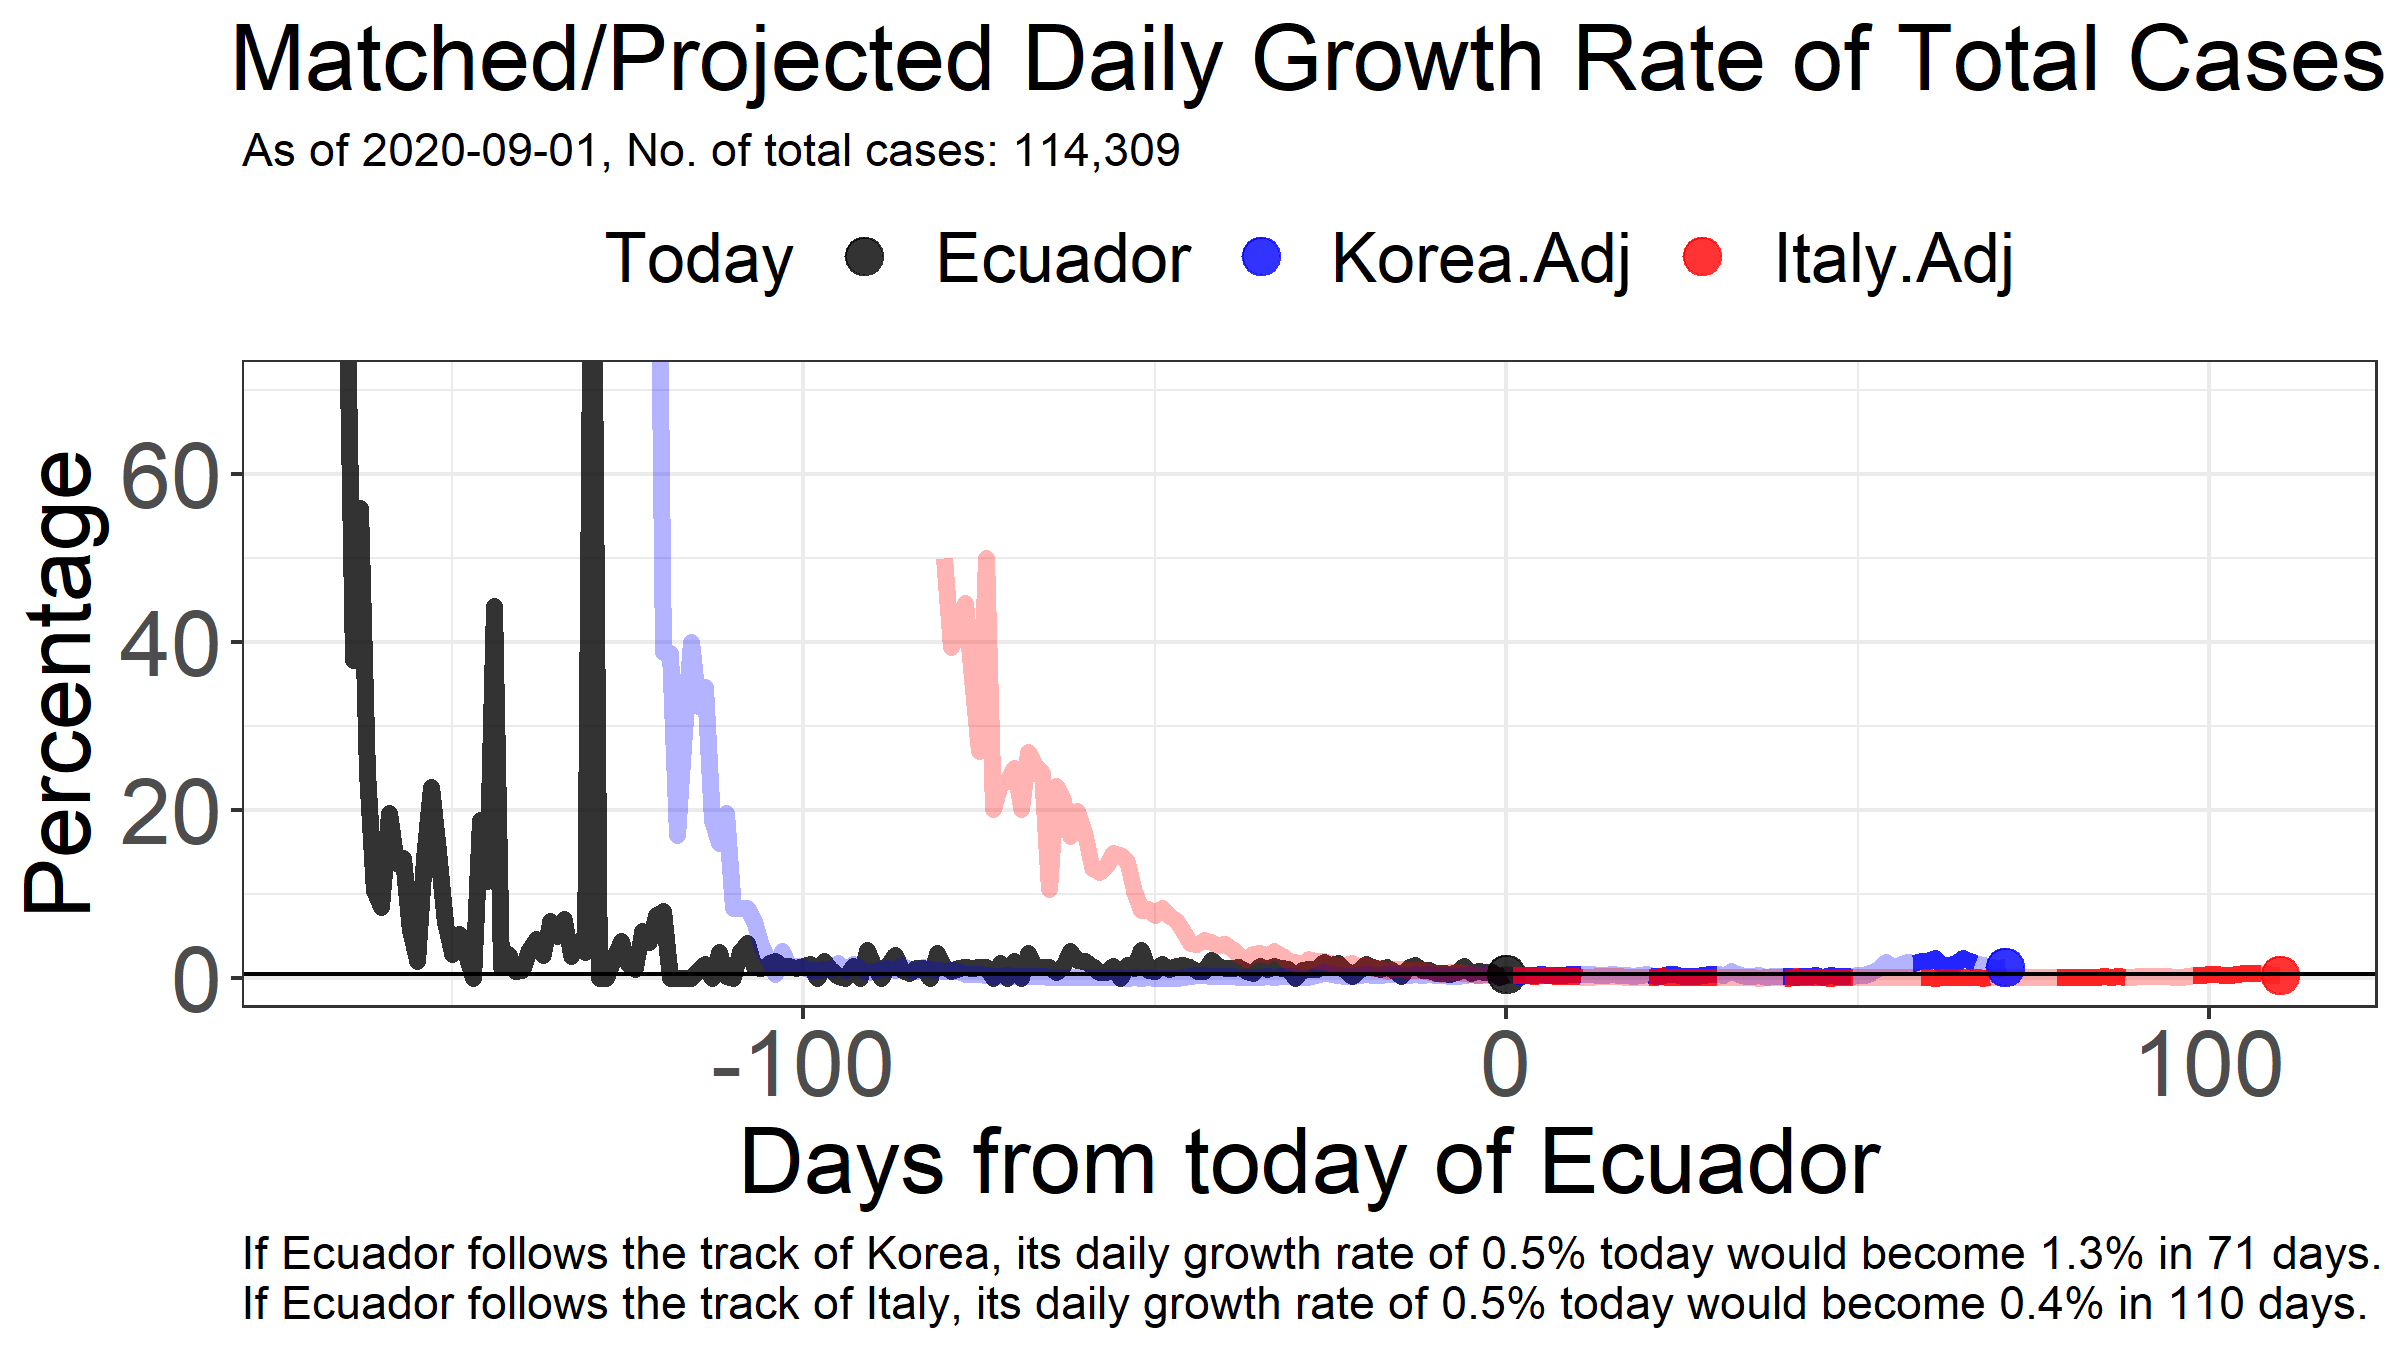 Matched/Projected Daily Growth Rate of Total Cases
As of 2020-09-01, No. of total cases: 114,309
Today Ecuador Korea.Adj Italy.Adj
Percentage
60
40
20
0
-100 0 100
Days from today of Ecuador
If Ecuador follows the track of Korea, its daily growth rate of 0.5% today would become 1.3% in 71 days.
If Ecuador follows the track of Italy, its daily growth rate of 0.5% today would become 0.4% in 110 days.